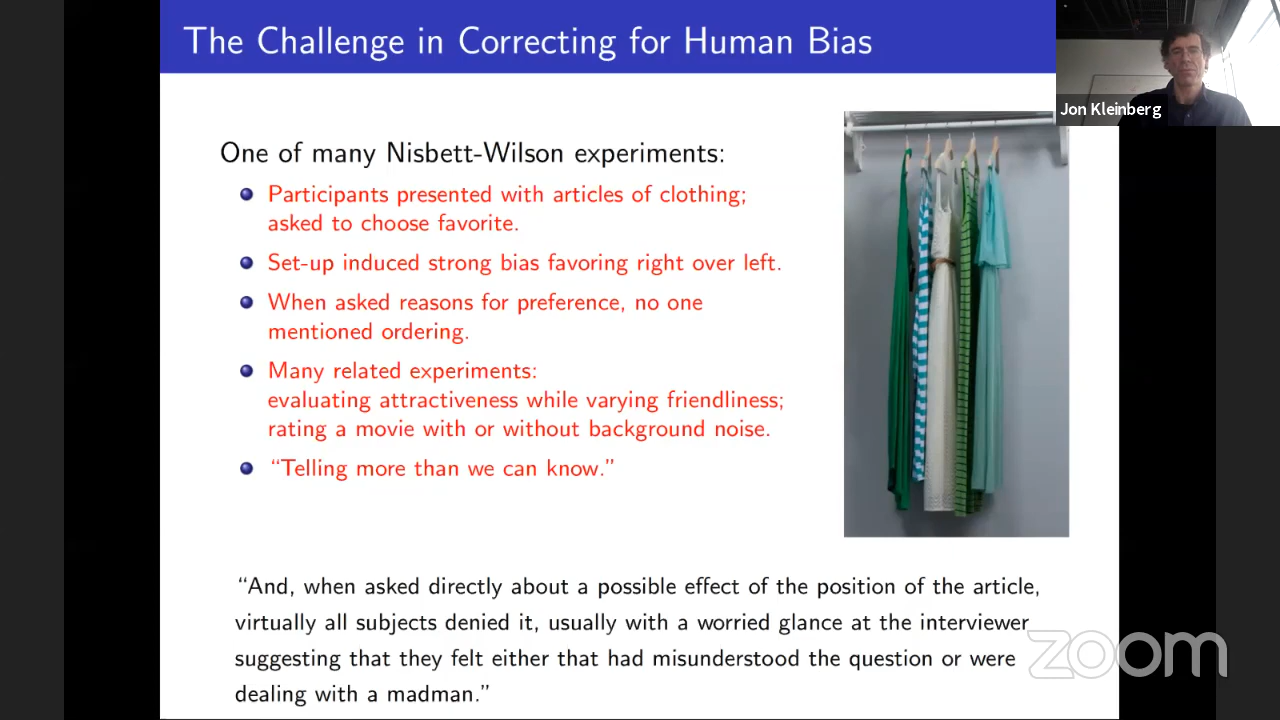 The Challenge in Correcting for Human Bias
Jon Kleinberg
One of many Nisbett-Wilson experiments:
Participants presented with articles of clothing;
asked to choose favorite.
Set-up induced strong bias favoring right over left.
When asked reasons for preference, no one
mentioned ordering.
Many related experiments:
evaluating attractiveness while varying friendliness;
rating a movie with or without background noise.
“Telling more than we can know.”
“And, when asked directly about a possible effect of the position of the article,
virtually all subjects denied it, usually with a worried glance at the interviewer
suggesting that they felt either that had misunderstood the question or were
dealing with a madman.”
zoom